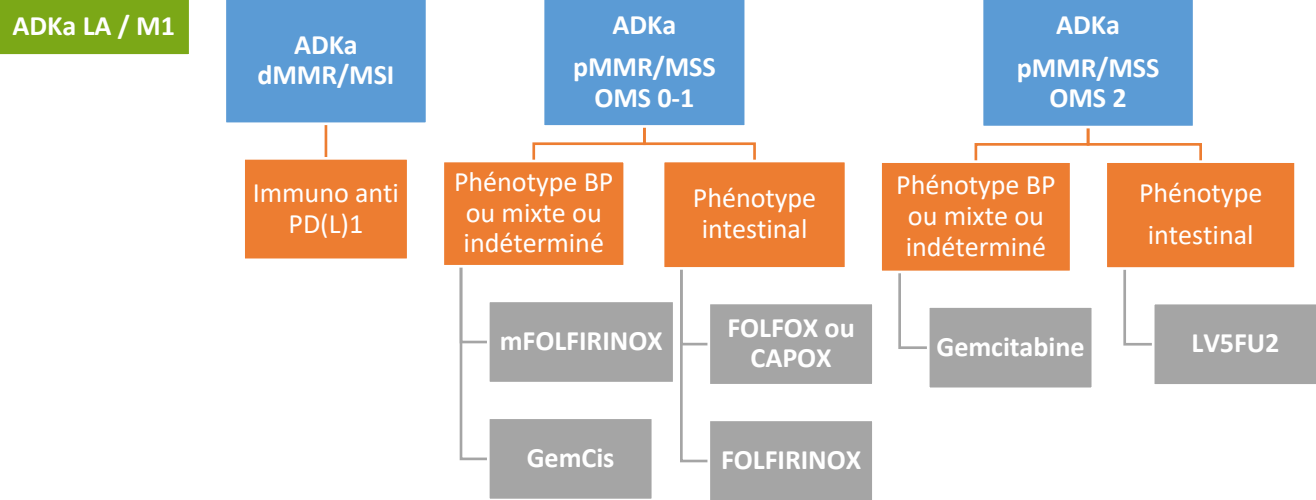 ADKa LA / M1
ADKa
dMMR/MSI
Immuno anti
PD(L)1
ADKa
pMMR/MSS
OMS 0-1
Phénotype BP
ou mixte ou
indéterminé
mFOLFIRINOX
GemCis
Phénotype
intestinal
FOLFOX ou
CAPOX
FOLFIRINOX
ADKa
pMMR/MSS
OMS 2
Phénotype BP
ou mixte ou
indéterminé
Gemcitabine
Phénotype
intestinal
LV5FU2